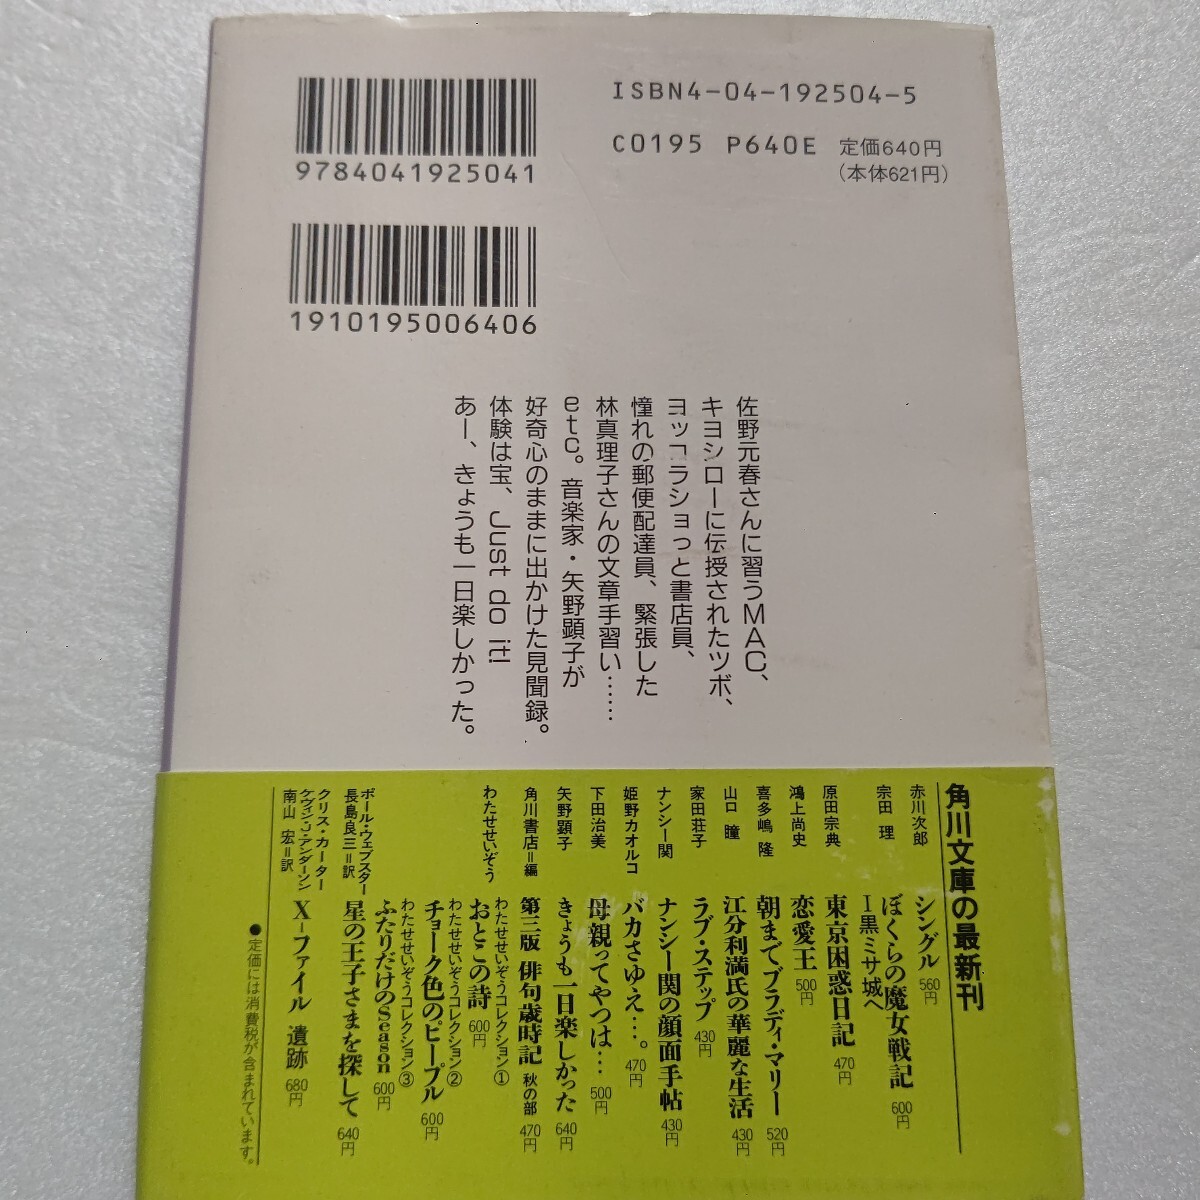 ISBN4-04-192504-5
C0195 P640E 定価640円
(本体621円)
9784041925041
1910195006406
佐野元春さんに習うMAC、
キヨシローに伝授されたツボ、
ヨッコラショっと書店員、
憧れの郵便配達員、緊張した
林真理子さんの文章手習い……
etc。音楽家・矢野顕子が
好奇心のままに出かけた見聞録。
体験は宝、Just do it!
あー、きょうも一日楽しかった。
角川文庫の最新刊
赤川次郎 シングル 560円
宗田 理 ぼくらの魔女戦記
Ⅰ黒ミサ城へ 600円
原田宗典 東京困惑日記 470円
鴻上尚史 恋愛王 500円
喜多嶋 隆 朝までブラディ・マリー 520円
山口 瞳 江分利満氏の華麗な生活 430円
家田荘子 ラブ・ステップ 430円
ナンシー関 ナンシー関の顔面手帖 430円
姫野カオルコ バカさゆえ…。 470円
下田治美 母親ってやつは… 500円
矢野顕子 きょうも一日楽しかった 640円
角川書店=編 第三版 俳句歳時記 秋の部 470円
わたせせいぞう わたせせいぞうコレクション①
おとこの詩 600円
わたせせいぞうコレクション②
チョーク色のピープル 600円
わたせせいぞうコレクション③
ふたりだけのSeason 600円
ポール・ウェブスター
長島良三=訳 星の王子さまを探して 640円
クリス・カーター
ケヴィン・J・アンダーソン
南山 宏=訳 X-ファイル 遺跡 680円
●定価には消費税が含まれています。